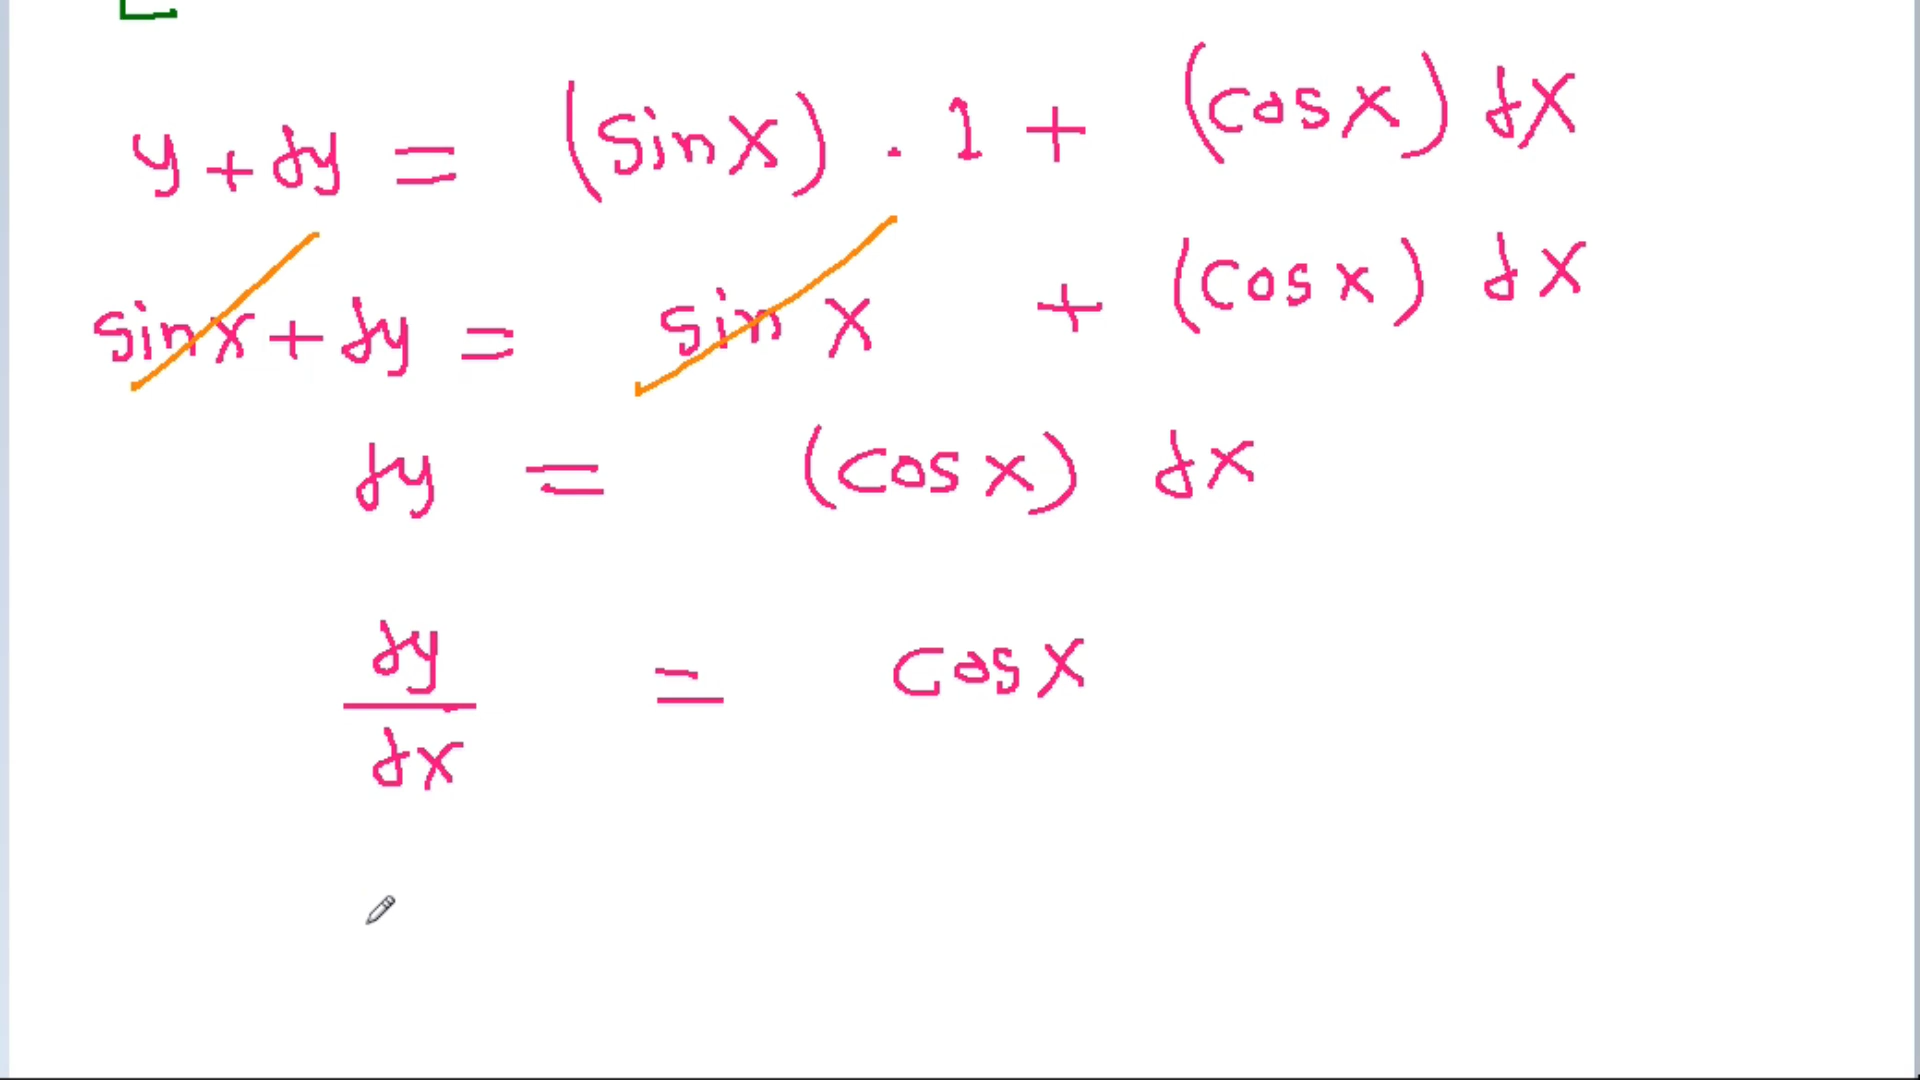 y + dy = (sin x) . 1 + (cos x) dx
sin x + dy = sin x + (cos x) dx
dy = (cos x) dx
dy/dx = cos x